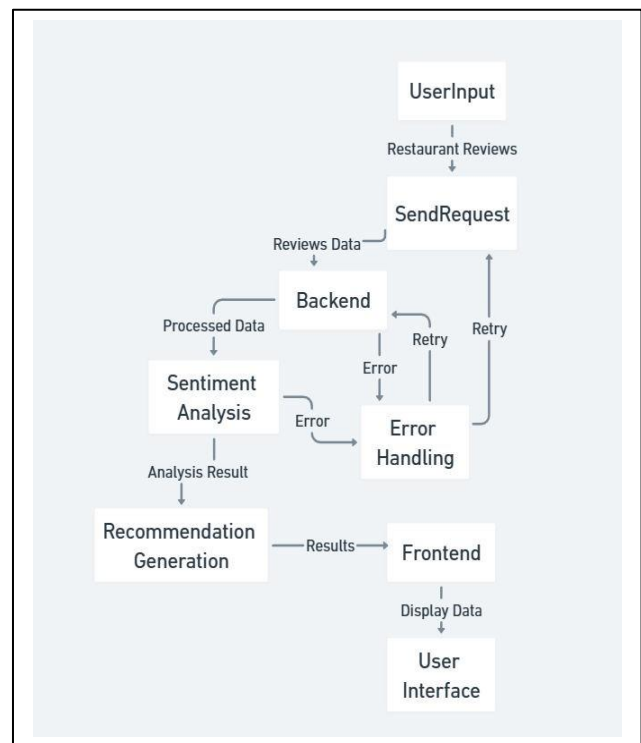 UserInput
Restaurant Reviews
SendRequest
Reviews Data
Backend
Processed Data
Retry
Retry
Error
Sentiment
Analysis
Error
Error
Handling
Analysis Result
Recommendation
Generation
Results
Frontend
Display Data
User
Interface